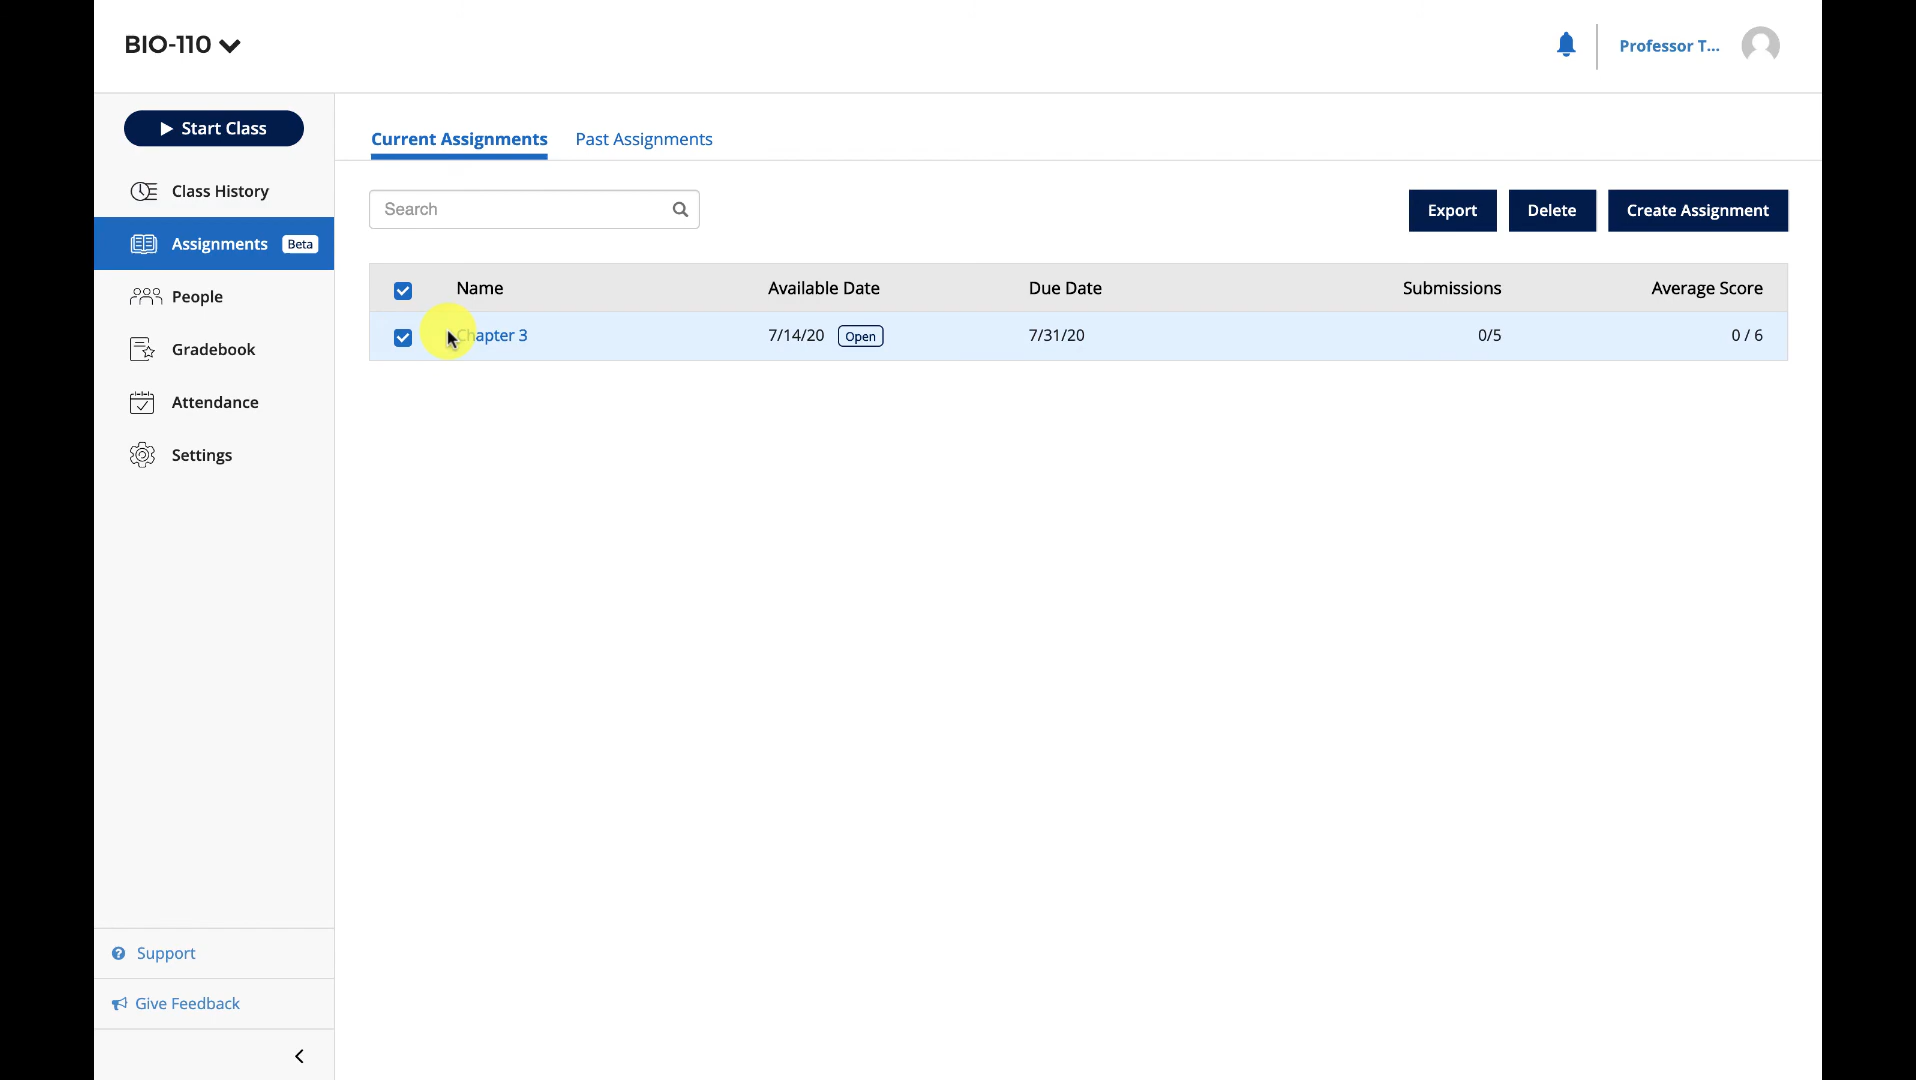 BIO-110
Professor T...
Start Class
Class History
Assignments Beta
People
Gradebook
Attendance
Settings
Support
Give Feedback
Current Assignments Past Assignments
Search
Export Delete Create Assignment
Name Available Date Due Date Submissions Average Score
Chapter 3 7/14/20 Open 7/31/20 0/5 0 / 6